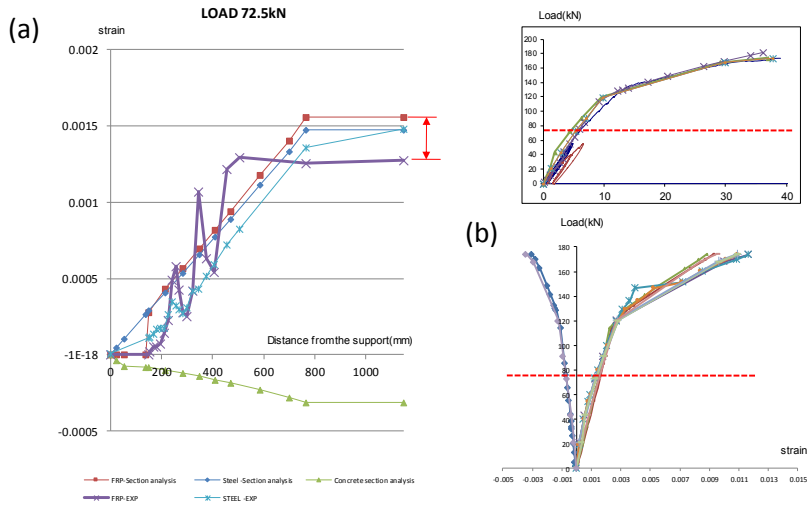 (a)
LOAD 72.5kN
strain
0.002
0.0015
0.001
0.0005
-1E-18
-0.0005
0 200 400 600 800 1000
Distance fromthe support(mm)
FRP-Section analysis
Steel -Section analysis
Concrete section analysis
FRP-EXP
STEEL -EXP
Load(kN)
200
180
160
140
120
100
80
60
40
20
0
0 10 20 30 40
(b)
Load(kN)
180
160
140
120
100
80
60
40
20
0
strain
-0.005 -0.003 -0.001 0.001 0.003 0.005 0.007 0.009 0.011 0.013 0.015